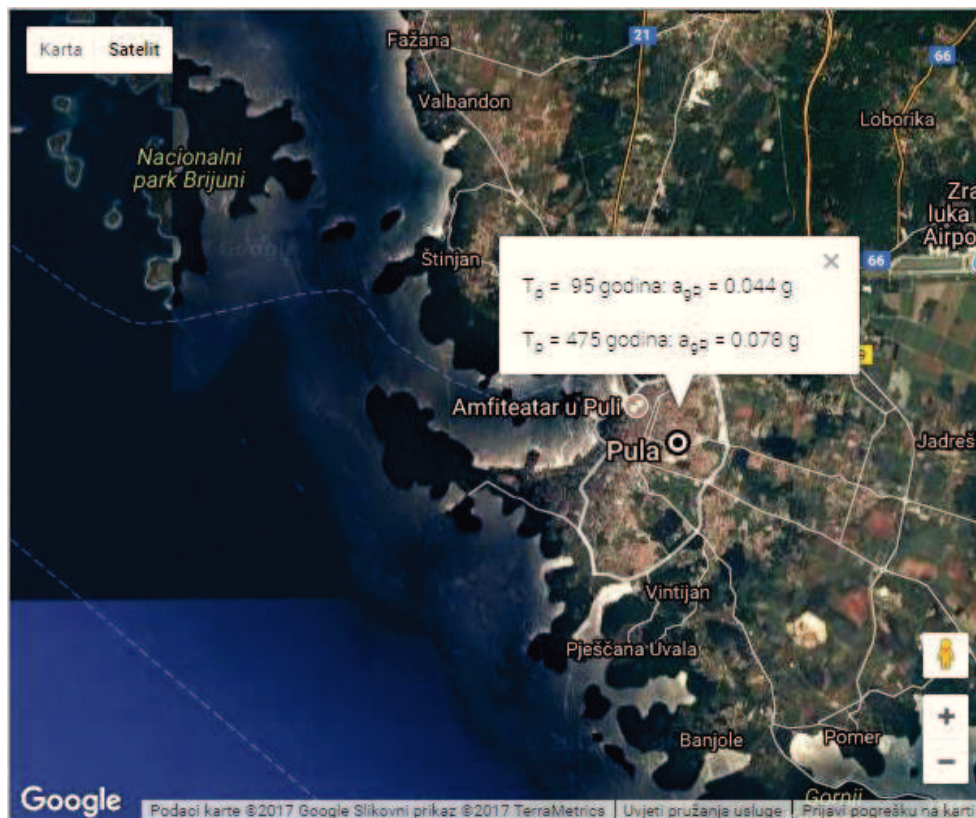 Karta Satelit
Fažana
21
66
Valbandon
Loborika
Nacionalni
park Brijuni
Zra
luka
Airpo
66
Štinjan
Tp = 95 godina: agR = 0.044 g
Tp = 475 godina: agR = 0.078 g
9
Amfiteatar u Puli
Pula
Jadreš
Vintijan
Pješčana Uvala
Banjole
Pomer
Gornji
Google
Podaci karte ©2017 Google Slikovni prikaz ©2017 TerraMetrics
Uvjeti pružanja usluge
Prijavi pogrešku na karti